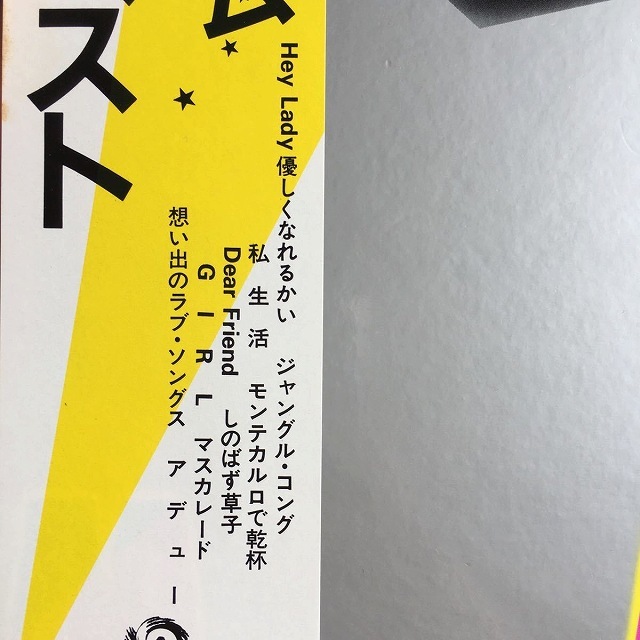 スト
Hey Lady 優しくなれるかい　ジャングル・コング
私生活　モンテカルロで乾杯
Dear Friend　しのばず草子
GIRL　マスカレード
想い出のラブ・ソングス　アデュー